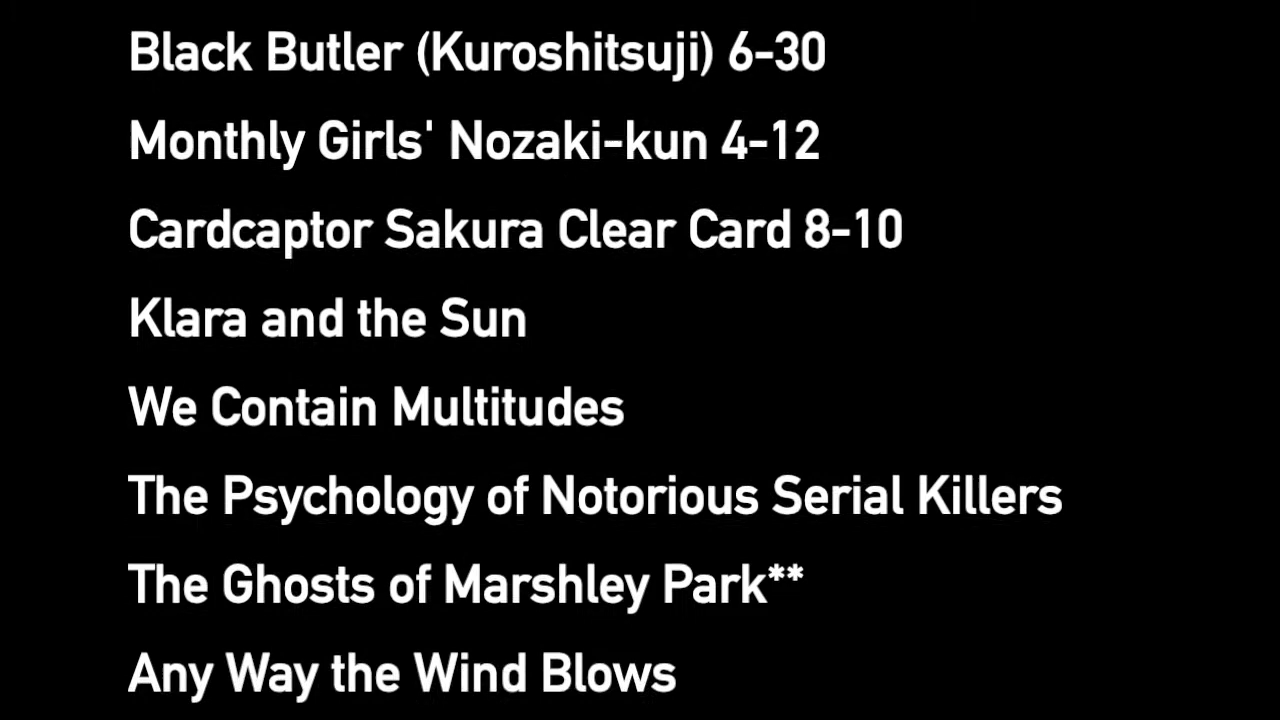 Black Butler (Kuroshitsuji) 6-30
Monthly Girls' Nozaki-kun 4-12
Cardcaptor Sakura Clear Card 8-10
Klara and the Sun
We Contain Multitudes
The Psychology of Notorious Serial Killers
The Ghosts of Marshley Park**
Any Way the Wind Blows